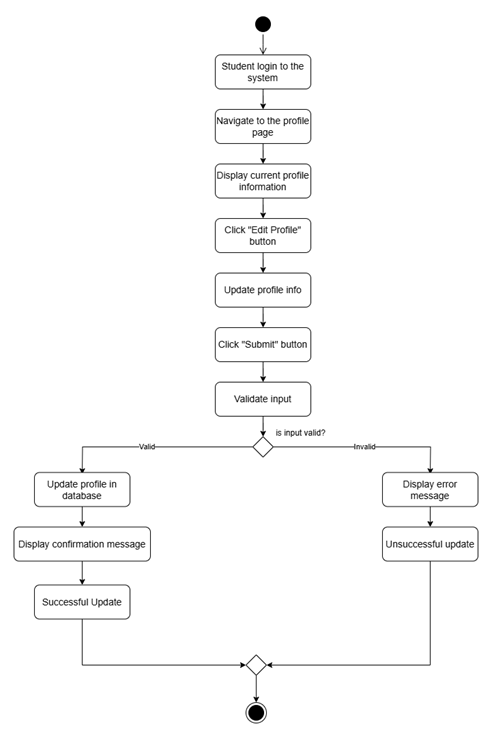 Student login to the
system
Navigate to the profile
page
Display current profile
information
Click "Edit Profile"
button
Update profile info
Click "Submit" button
Validate input
is input valid?
Valid
Invalid
Update profile in
database
Display error
message
Display confirmation message
Unsuccessful update
Successful Update